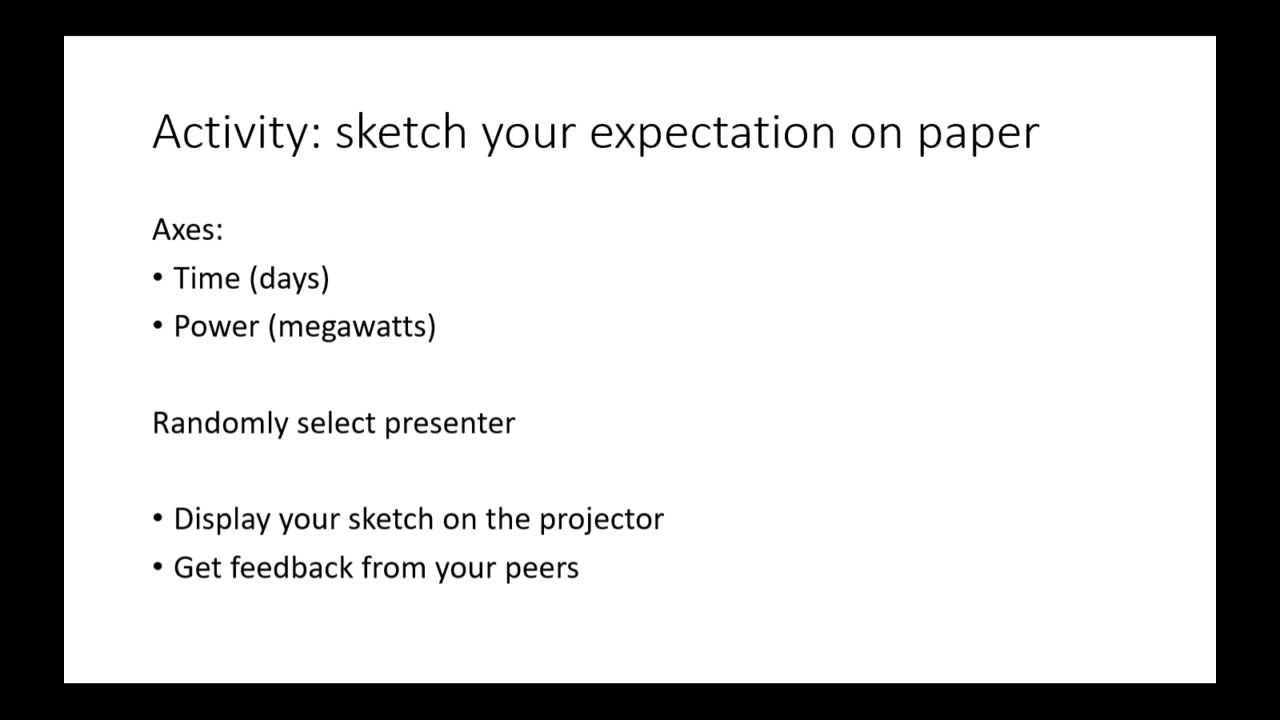 Activity: sketch your expectation on paper
Axes:
• Time (days)
• Power (megawatts)
Randomly select presenter
• Display your sketch on the projector
• Get feedback from your peers